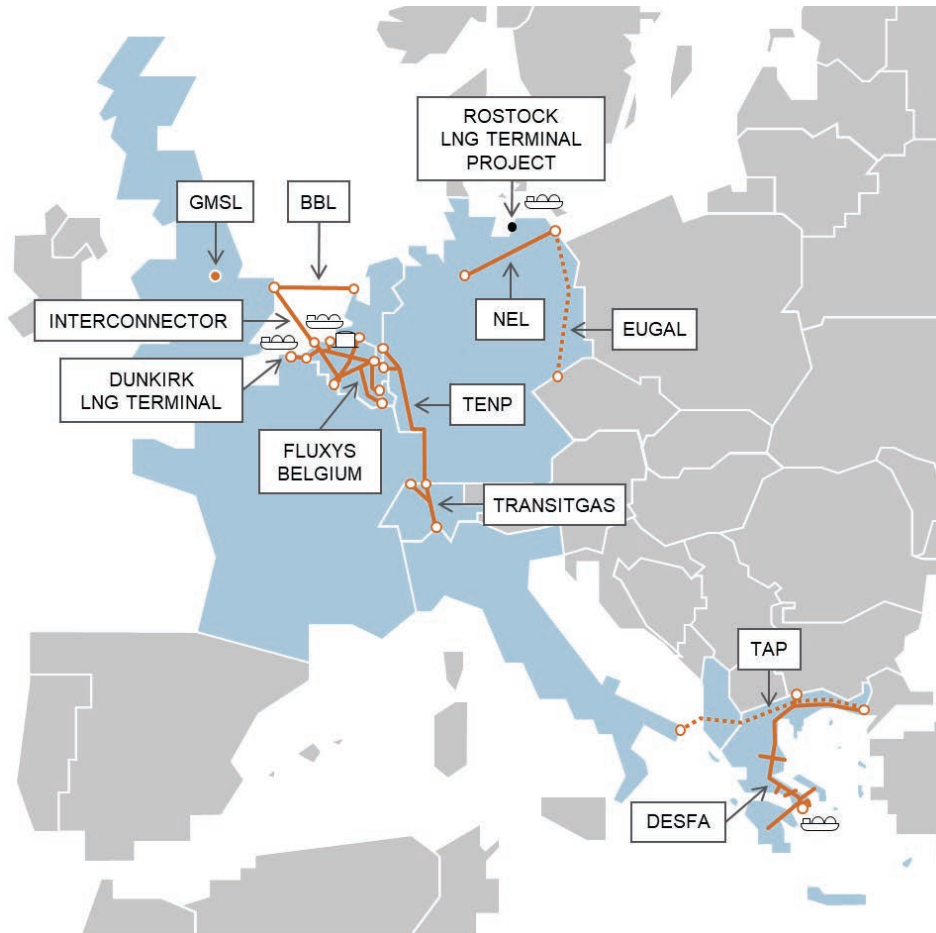 ROSTOCK
LNG TERMINAL
PROJECT
GMSL
BBL
INTERCONNECTOR
NEL
EUGAL
DUNKIRK
LNG TERMINAL
TENP
FLUXYS
BELGIUM
TRANSITGAS
TAP
DESFA